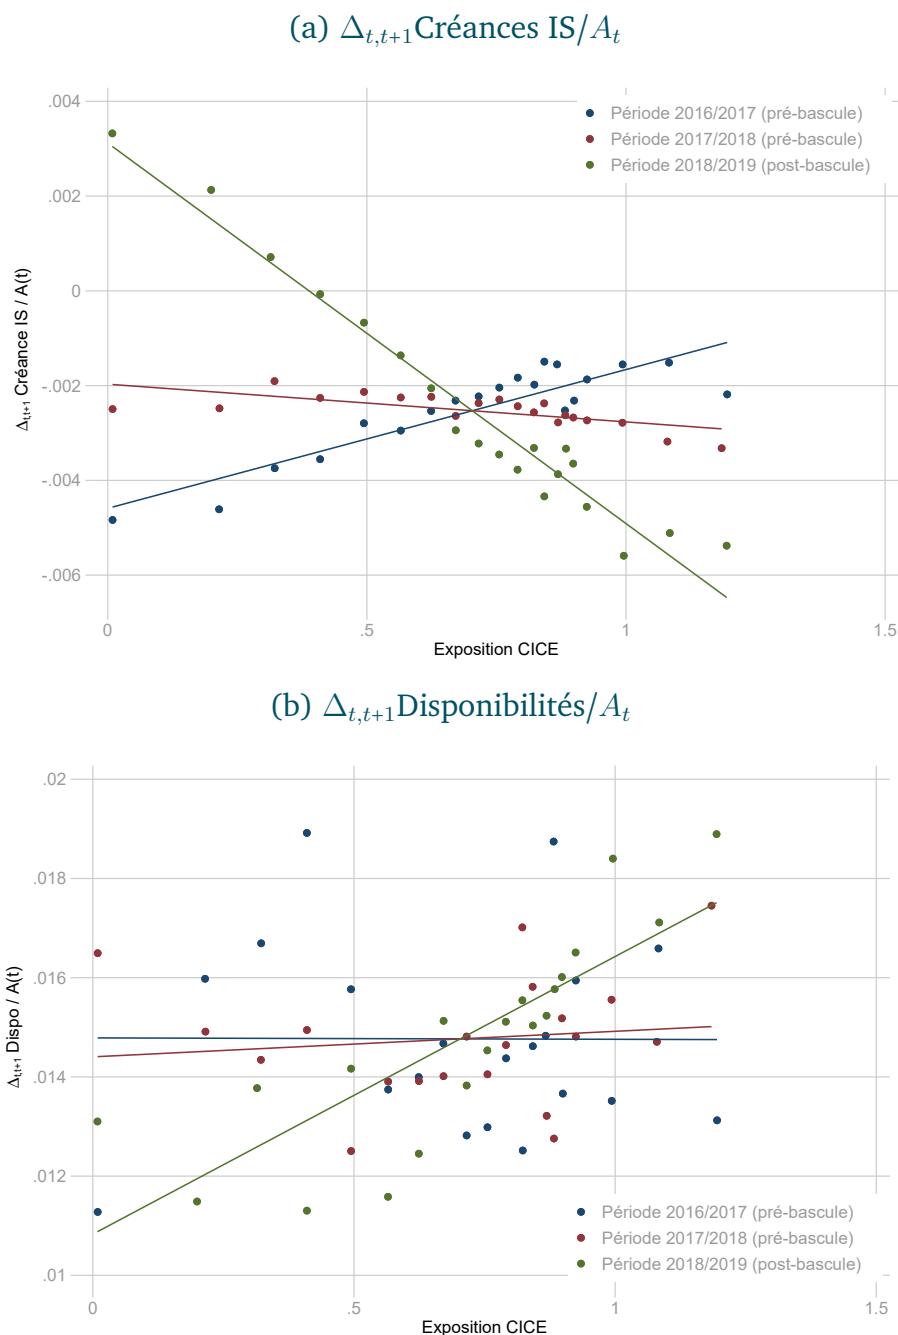 (a) Δt,t+1Créances IS/At
.004
Période 2016/2017 (pré-bascule)
Période 2017/2018 (pré-bascule)
Période 2018/2019 (post-bascule)
.002
0
-.002
-.004
-.006
Δt,t+1 Créance IS / A(t)
0 .5 1 1.5
Exposition CICE
(b) Δt,t+1Disponibilités/At
.02
.018
.016
.014
.012
.01
Δt,t+1 Dispo / A(t)
Période 2016/2017 (pré-bascule)
Période 2017/2018 (pré-bascule)
Période 2018/2019 (post-bascule)
0 .5 1 1.5
Exposition CICE